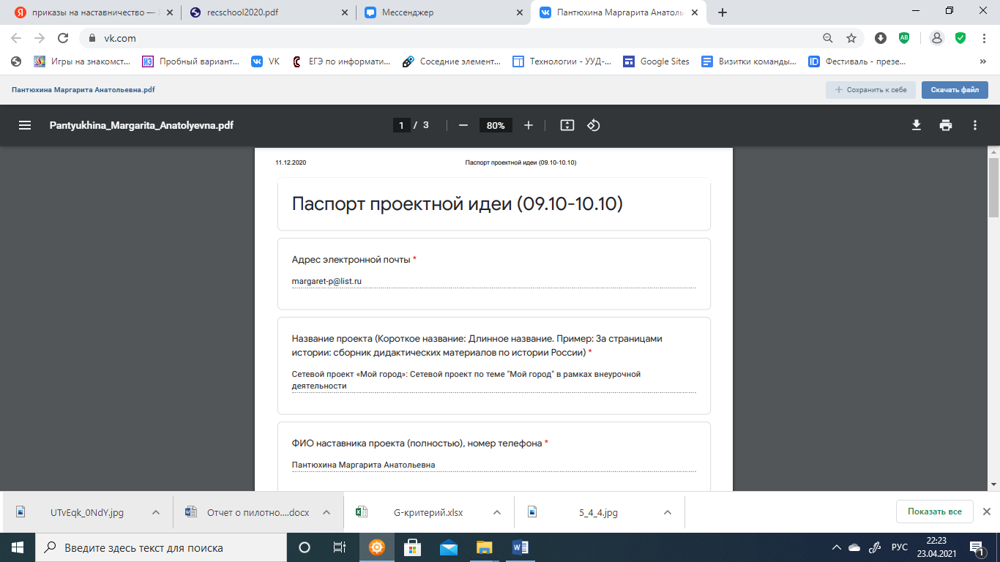 приказы на наставничество —
recschool2020.pdf
Мессенджер
Пантюхина Маргарита Анатоль
vk.com
Игры на знакомст...
Пробный вариант...
VK
ЕГЭ по информати...
Соседние элемент...
Технологии - УУД-...
Google Sites
Визитки команды...
Фестиваль - презе...
»
Пантюхина Маргарита Анатольевна.pdf
+ Сохранить к себе
Скачать файл
Pantyukhina_Margarita_Anatolyevna.pdf
1 / 3
80%
11.12.2020
Паспорт проектной идеи (09.10-10.10)
Паспорт проектной идеи (09.10-10.10)
Адрес электронной почты *
margaret-p@list.ru
Название проекта (Короткое название: Длинное название. Пример: За страницами
истории: сборник дидактических материалов по истории России) *
Сетевой проект «Мой город»: Сетевой проект по теме "Мой город" в рамках внеурочной
деятельности
ФИО наставника проекта (полностью), номер телефона *
Пантюхина Маргарита Анатольевна
UTvEqk_0NdY.jpg
Отчет о пилотно....docx
G-критерий.xlsx
5_4_4.jpg
Показать все
Введите здесь текст для поиска
РУС
22:23
23.04.2021
1